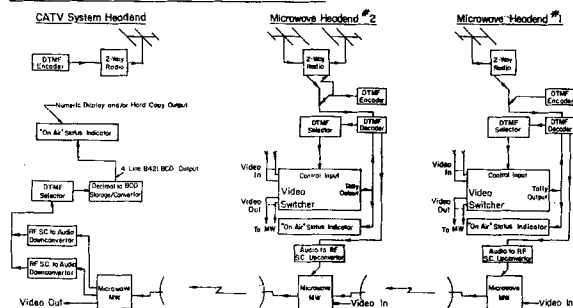 CATV System Headend
DTMF
Encoder
2-Way
Radio
Numeric Display and/or Hard Copy Output
"On Air" Status Indicator
4 Line 8421 BCD Output
DTMF
Selector
Decimal to BCD
Storage/Convertor
RF S.C. to Audio
Downconvertor
RF S.C. to Audio
Downconvertor
Microwave
MW
Video Out
Microwave Headend #2
2-Way
Radio
DTMF
Encoder
DTMF
Selector
DTMF
Decoder
Video
In
Control Input
Tally
Output
Video
Switcher
Video
Out
To MW
"On Air" Status Indicator
Audio to RF
S.C. Upconvertor
Microwave
MW
Video In
Microwave Headend #1
2-Way
Radio
DTMF
Encoder
DTMF
Selector
DTMF
Decoder
Video
In
Control Input
Tally
Output
Video
Switcher
Video
Out
To MW
"On Air" Status Indicator
Audio to RF
S.C. Upconvertor
Microwave
MW
Video In